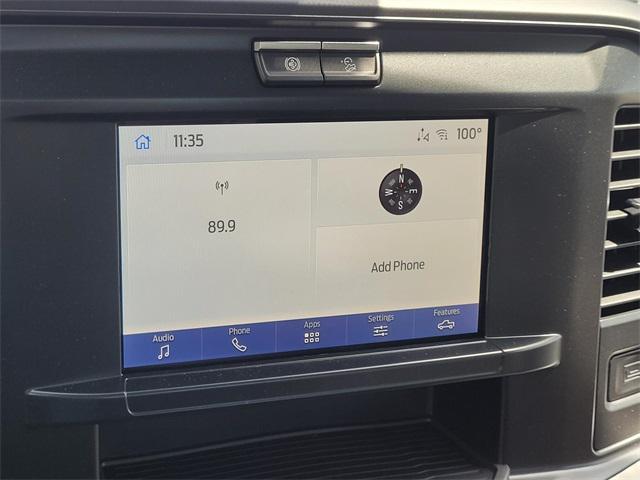 11:35
100°
89.9
N
W E
S
Add Phone
Audio
Phone
Apps
Settings
Features